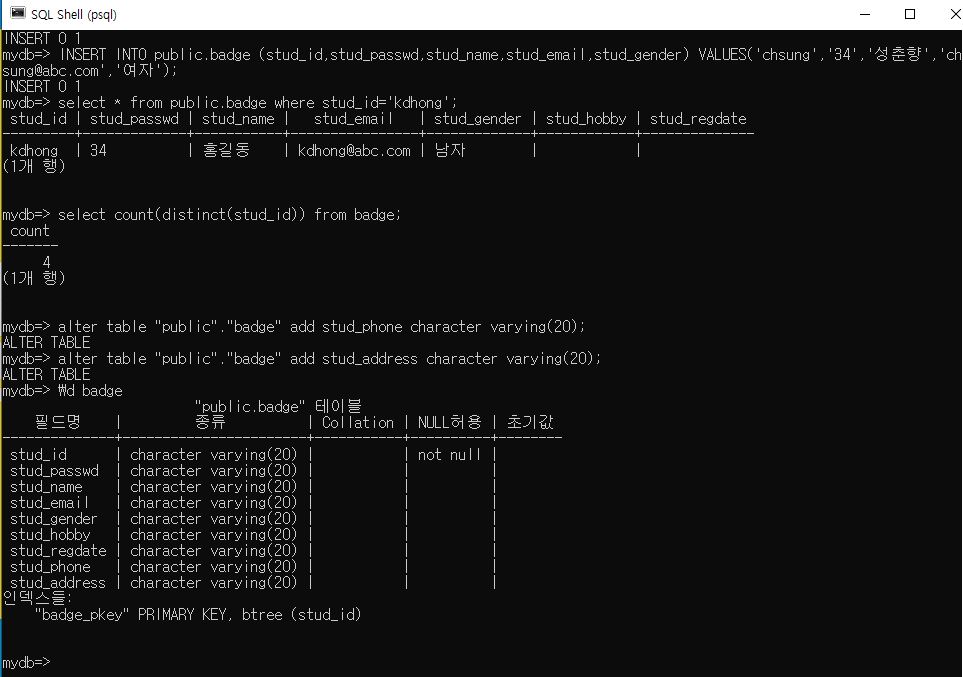 SQL Shell (psql)
INSERT 0 1
mydb=> INSERT INTO public.badge (stud_id,stud_passwd,stud_name,stud_email,stud_gender) VALUES('chsung','34','성춘향','ch
sung@abc.com','여자');
INSERT 0 1
mydb=> select * from public.badge where stud_id='kdhong';
 stud_id | stud_passwd | stud_name |   stud_email   | stud_gender | stud_hobby | stud_regdate
---------+-------------+-----------+----------------+-------------+------------+--------------
 kdhong  | 34          | 홍길동    | kdhong@abc.com | 남자        |            |
(1개 행)
mydb=> select count(distinct(stud_id)) from badge;
 count
-------
     4
(1개 행)
mydb=> alter table "public"."badge" add stud_phone character varying(20);
ALTER TABLE
mydb=> alter table "public"."badge" add stud_address character varying(20);
ALTER TABLE
mydb=> ₩d badge
                        "public.badge" 테이블
    필드명    |         종류          | Collation | NULL허용 | 초기값
--------------+-----------------------+-----------+----------+--------
 stud_id      | character varying(20) |           | not null |
 stud_passwd  | character varying(20) |           |          |
 stud_name    | character varying(20) |           |          |
 stud_email   | character varying(20) |           |          |
 stud_gender  | character varying(20) |           |          |
 stud_hobby   | character varying(20) |           |          |
 stud_regdate | character varying(20) |           |          |
 stud_phone   | character varying(20) |           |          |
 stud_address | character varying(20) |           |          |
인덱스들:
    "badge_pkey" PRIMARY KEY, btree (stud_id)
mydb=>